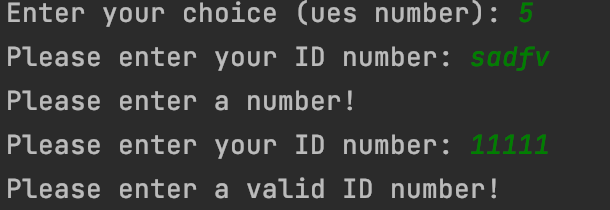 Enter your choice (ues number): 5
Please enter your ID number: sadfv
Please enter a number!
Please enter your ID number: 11111
Please enter a valid ID number!